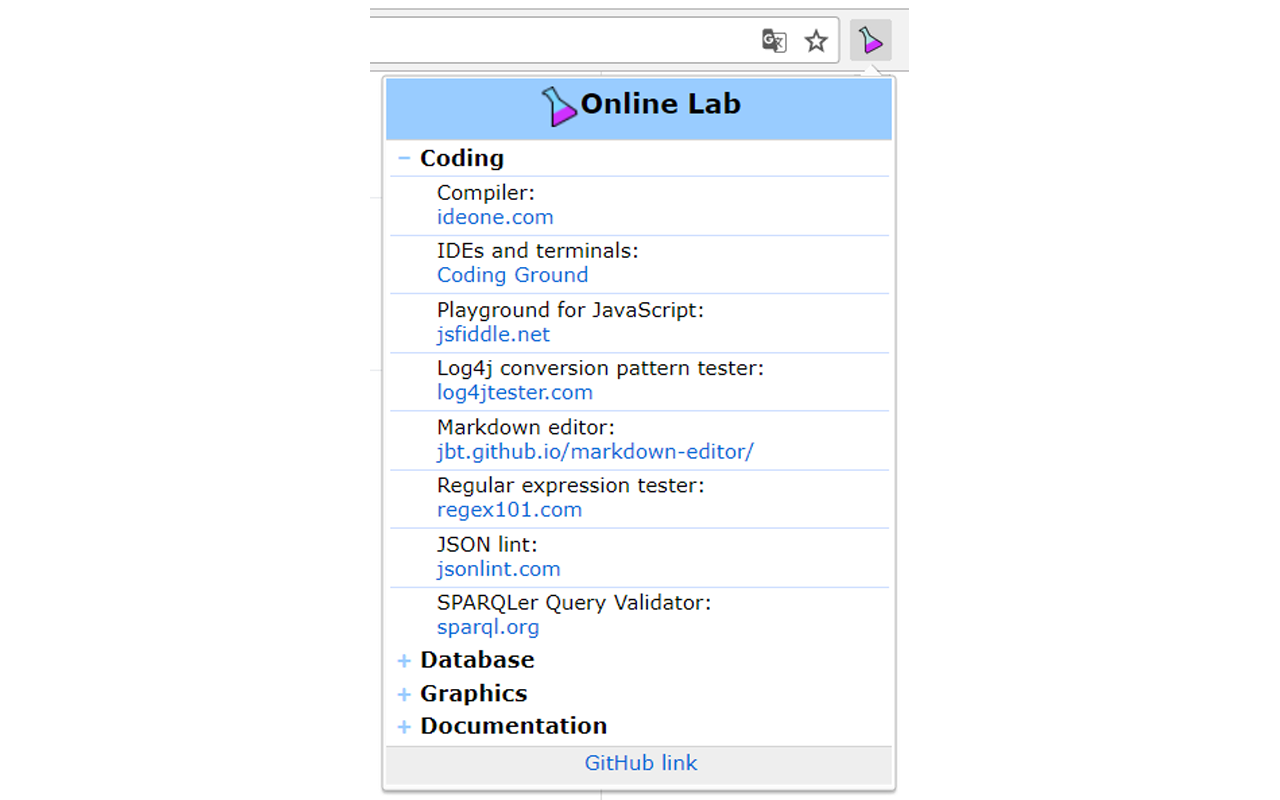 Online Lab
− Coding
Compiler:
ideone.com
IDEs and terminals:
Coding Ground
Playground for JavaScript:
jsfiddle.net
Log4j conversion pattern tester:
log4jtester.com
Markdown editor:
jbt.github.io/markdown-editor/
Regular expression tester:
regex101.com
JSON lint:
jsonlint.com
SPARQLer Query Validator:
sparql.org
+ Database
+ Graphics
+ Documentation
GitHub link